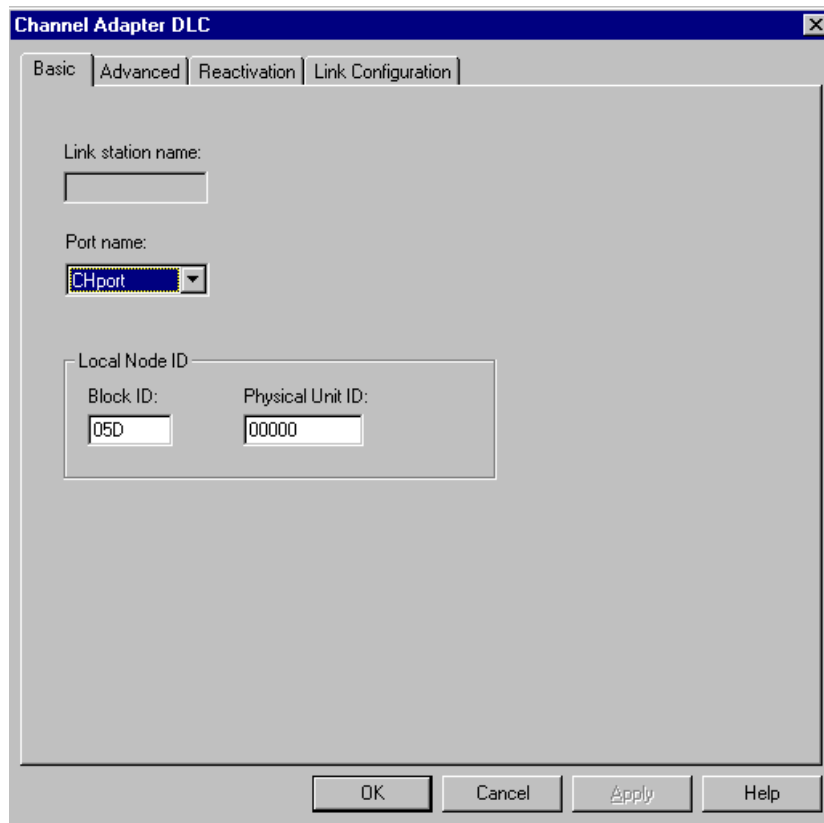 Channel Adapter DLC
Basic Advanced Reactivation Link Configuration
Link station name:
Port name:
CHport
Local Node ID
Block ID: Physical Unit ID:
05D 00000
OK Cancel Apply Help